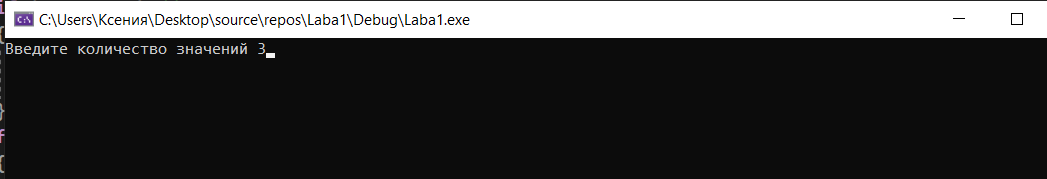 C:\Users\Ксения\Desktop\source\repos\Laba1\Debug\Laba1.exe
Введите количество значений 3